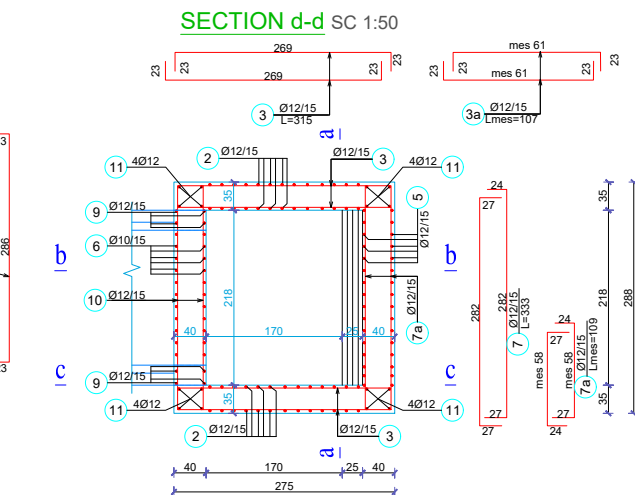 SECTION d-d SC 1:50
269
23
23
269
23
23
3
Ø12/15
L=315
mes 61
23
23
mes 61
23
23
3a
Ø12/15
Lmes=107
a
2
Ø12/15
Ø12/15
3
11
4Ø12
4Ø12
11
35
9
Ø12/15
6
Ø10/15
10
Ø12/15
9
Ø12/15
5
Ø12/15
b
b
218
40
170
25
40
Ø12/15
7a
c
c
35
11
4Ø12
4Ø12
11
2
Ø12/15
Ø12/15
3
a
40
170
25
40
275
3
286
23
24
27
282
282
Ø12/15
L=333
7
27
27
24
27
mes 58
mes 58
Ø12/15
Lmes=109
7a
27
24
35
218
288
35